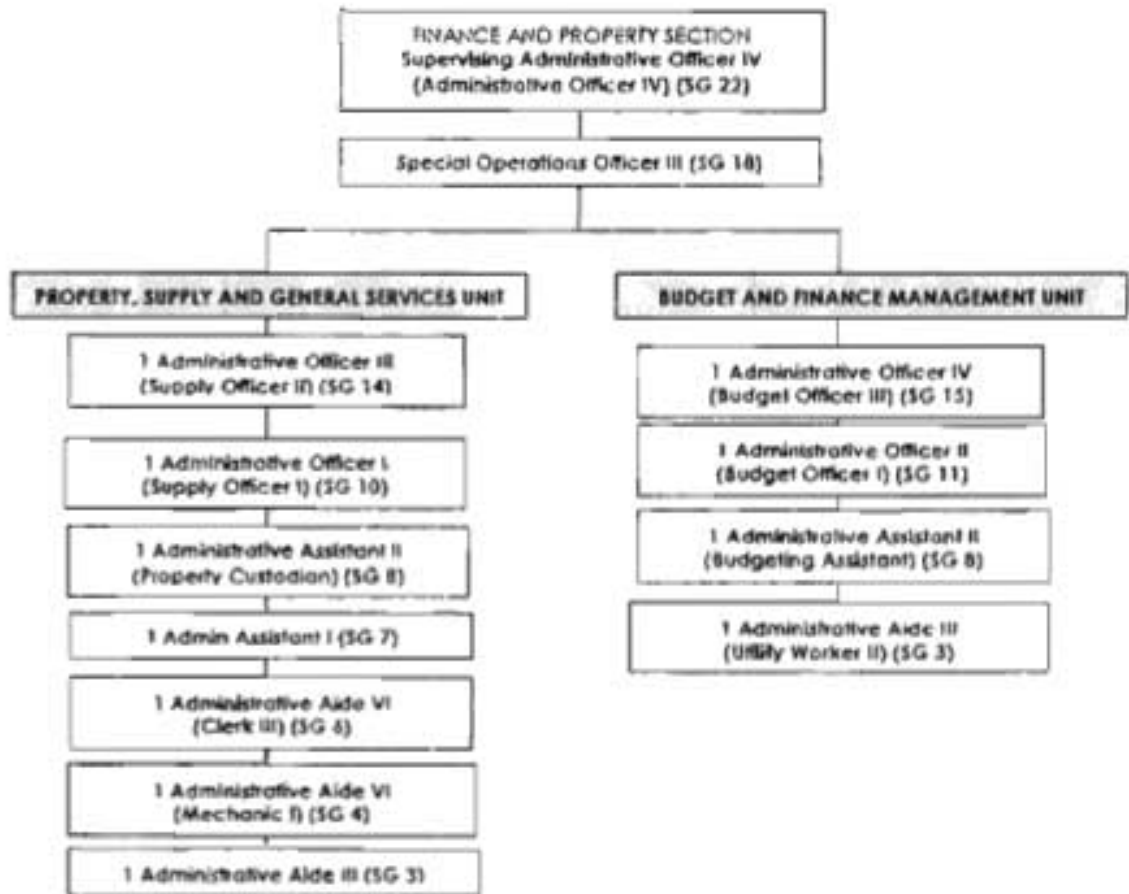 FINANCE AND PROPERTY SECTION
Supervising Administrative Officer IV
(Administrative Officer IV) (SG 22)
Special Operations Officer III (SG 18)
PROPERTY, SUPPLY AND GENERAL SERVICES UNIT
1 Administrative Officer III
(Supply Officer II) (SG 14)
1 Administrative Officer I
(Supply Officer I) (SG 10)
1 Administrative Assistant II
(Property Custodian) (SG 8)
1 Admin Assistant I (SG 7)
1 Administrative Aide VI
(Clerk III) (SG 6)
1 Administrative Aide VI
(Mechanic I) (SG 4)
1 Administrative Aide III (SG 3)
BUDGET AND FINANCE MANAGEMENT UNIT
1 Administrative Officer IV
(Budget Officer III) (SG 15)
1 Administrative Officer II
(Budget Officer I) (SG 11)
1 Administrative Assistant II
(Budgeting Assistant) (SG 8)
1 Administrative Aide III
(Utility Worker II) (SG 3)